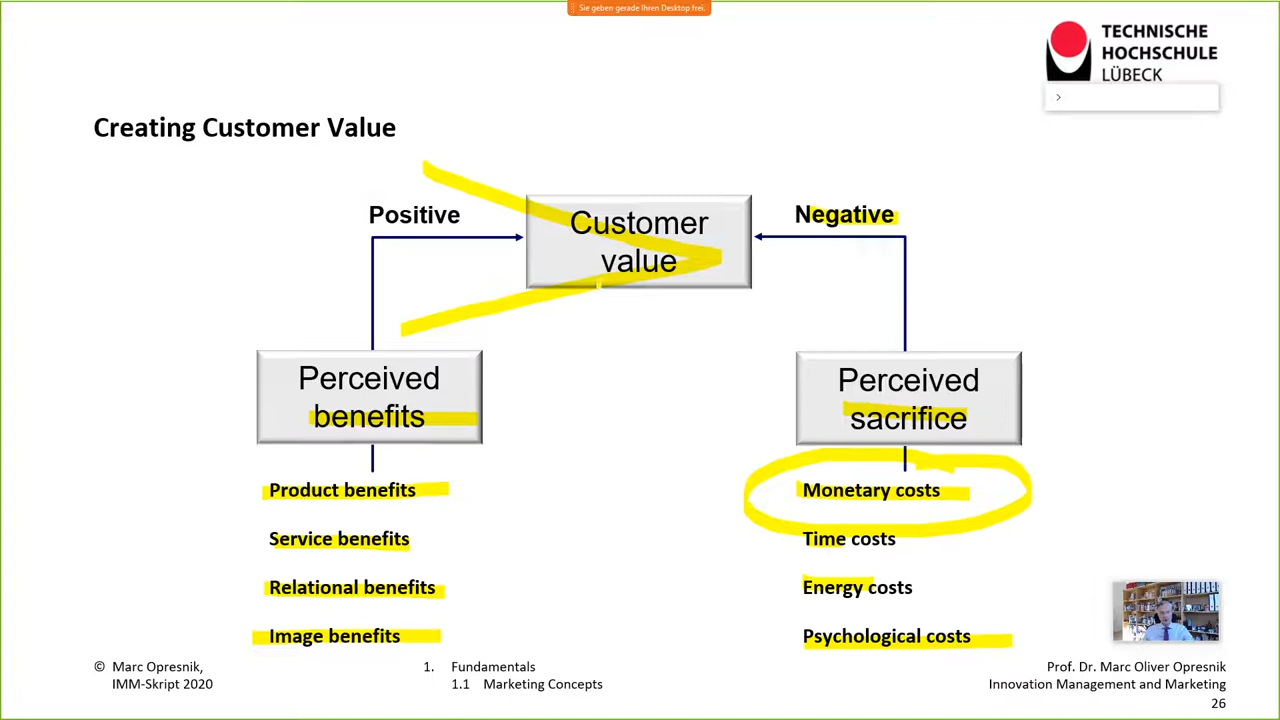 Sie geben gerade Ihren Desktop frei.
TECHNISCHE
HOCHSCHULE
LÜBECK
Creating Customer Value
Positive
Customer
value
Negative
Perceived
benefits
Perceived
sacrifice
Product benefits
Service benefits
Relational benefits
Image benefits
Monetary costs
Time costs
Energy costs
Psychological costs
© Marc Opresnik,
IMM-Skript 2020
1. Fundamentals
1.1 Marketing Concepts
Prof. Dr. Marc Oliver Opresnik
Innovation Management and Marketing
26